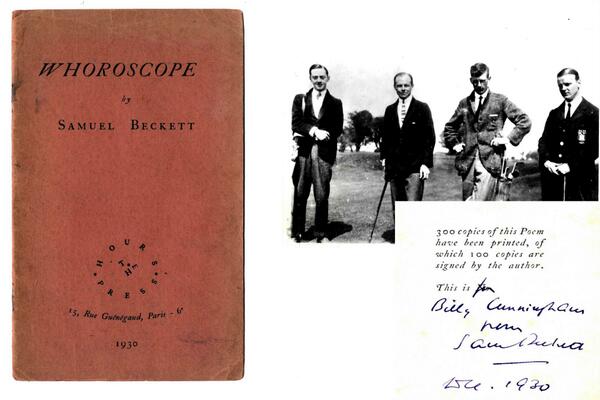 WHOROSCOPE
by
SAMUEL BECKETT
HOURS
THE
PRESS
15, Rue Guénégaud, Paris - 6e
1930
300 copies of this Poem
have been printed, of
which 100 copies are
signed by the author.
This is for
Billy Cunningham
from
Sam Beckett
Dec. 1930